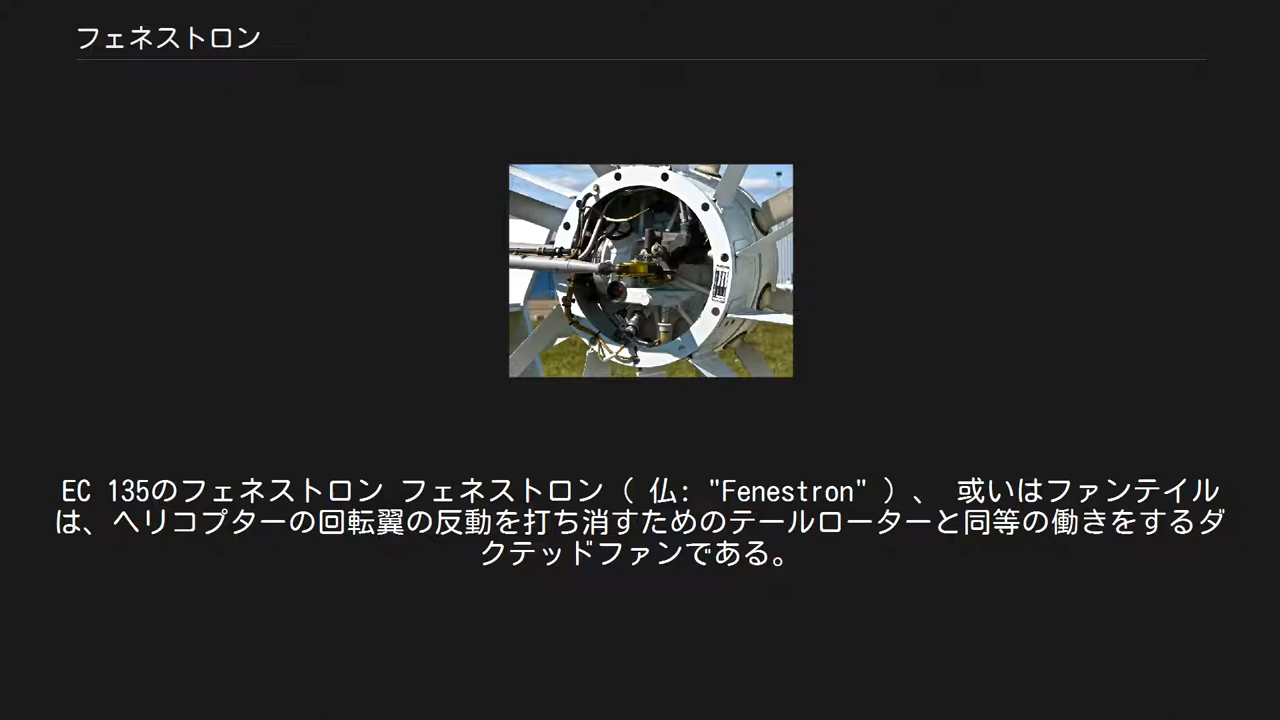 フェネストロン
EC 135のフェネストロン フェネストロン（ 仏: "Fenestron" ）、 或いはファンテイル
は、ヘリコプターの回転翼の反動を打ち消すためのテールローターと同等の働きをするダ
クテッドファンである。